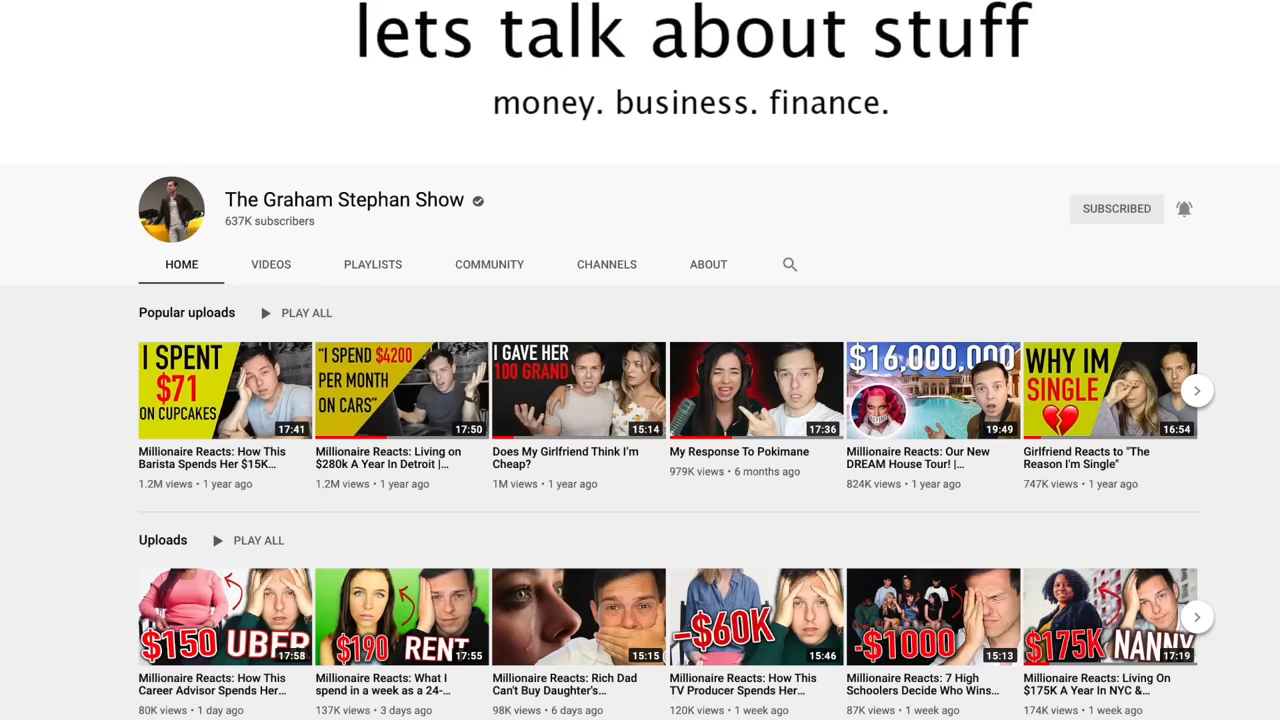 lets talk about stuff
money. business. finance.
The Graham Stephan Show
637K subscribers
SUBSCRIBED
HOME VIDEOS PLAYLISTS COMMUNITY CHANNELS ABOUT
Popular uploads PLAY ALL
I SPENT
$71
ON CUPCAKES
17:41
"I SPEND $4200
PER MONTH
ON CARS"
17:50
I GAVE HER
100 GRAND
15:14
17:36
$16,000,000
19:49
WHY IM
SINGLE
16:54
Millionaire Reacts: How This
Barista Spends Her $15K...
1.2M views • 1 year ago
Millionaire Reacts: Living on
$280k A Year In Detroit |...
1.2M views • 1 year ago
Does My Girlfriend Think I'm
Cheap?
1M views • 1 year ago
My Response To Pokimane
979K views • 6 months ago
Millionaire Reacts: Our New
DREAM House Tour! |...
824K views • 1 year ago
Girlfriend Reacts to "The
Reason I'm Single"
747K views • 1 year ago
Uploads PLAY ALL
$150 UBER
17:58
$190 RENT
17:55
15:15
-$60K
15:46
-$1000
15:13
$175K NANNY
17:19
Millionaire Reacts: How This
Career Advisor Spends Her...
80K views • 1 day ago
Millionaire Reacts: What I
spend in a week as a 24-...
137K views • 3 days ago
Millionaire Reacts: Rich Dad
Can't Buy Daughter's...
98K views • 6 days ago
Millionaire Reacts: How This
TV Producer Spends Her...
120K views • 1 week ago
Millionaire Reacts: 7 High
Schoolers Decide Who Wins...
87K views • 1 week ago
Millionaire Reacts: Living On
$175K A Year In NYC &...
174K views • 1 week ago